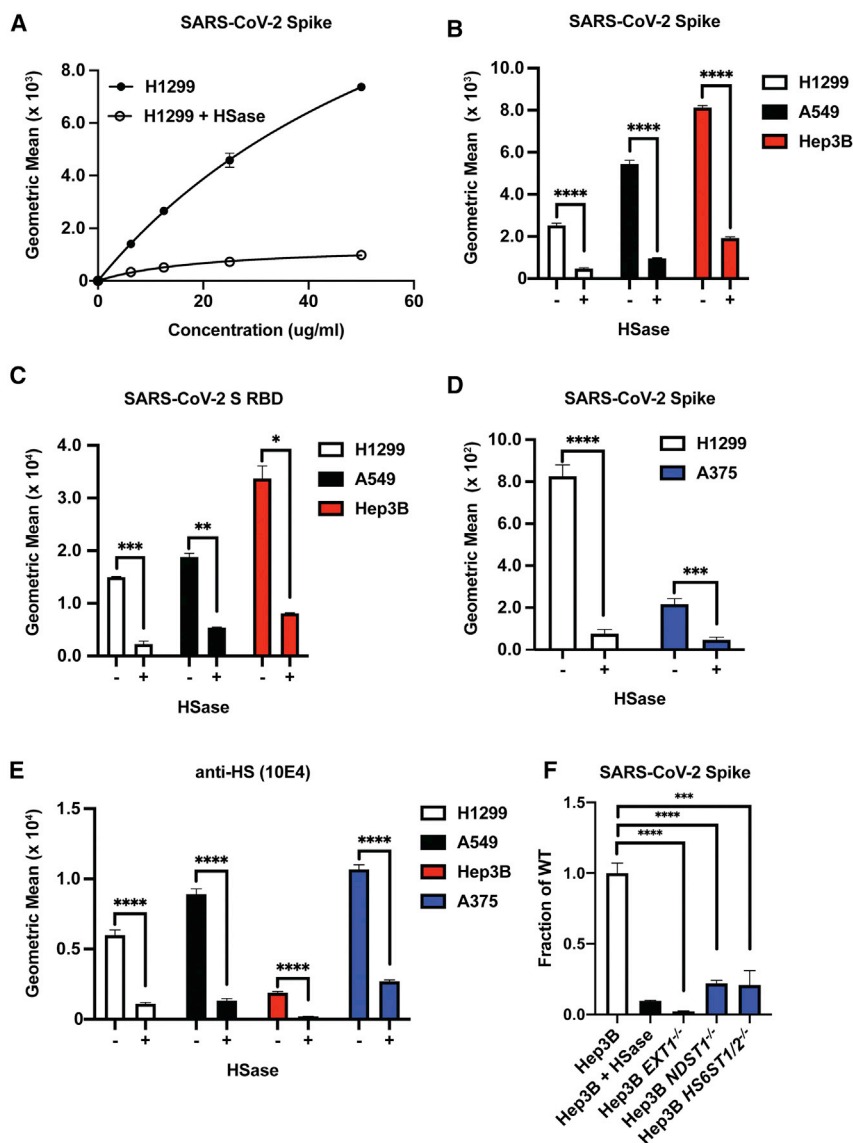 A
SARS-CoV-2 Spike
Geometric Mean (x 10³)
8.0
6.0
4.0
2.0
0
H1299
H1299 + HSase
0 20 40 60
Concentration (ug/ml)
B
SARS-CoV-2 Spike
Geometric Mean (x 10³)
10.0
8.0
6.0
4.0
2.0
0.0
**** **** ****
H1299
A549
Hep3B
- + - + - +
HSase
C
SARS-CoV-2 S RBD
Geometric Mean (x 10⁴)
4.0
3.0
2.0
1.0
0.0
*** ** *
H1299
A549
Hep3B
- + - + - +
HSase
D
SARS-CoV-2 Spike
Geometric Mean (x 10²)
10.0
8.0
6.0
4.0
2.0
0.0
**** ***
H1299
A375
- + - +
HSase
E
anti-HS (10E4)
Geometric Mean (x 10⁴)
1.5
1.0
0.5
0
**** **** **** ****
H1299
A549
Hep3B
A375
- + - + - + - +
HSase
F
SARS-CoV-2 Spike
Fraction of WT
1.5
1.0
0.5
0.0
***
****
****
Hep3B
Hep3B + HSase
Hep3B EXT1⁻/⁻
Hep3B NDST1⁻/⁻
Hep3B HS6ST1/2⁻/⁻